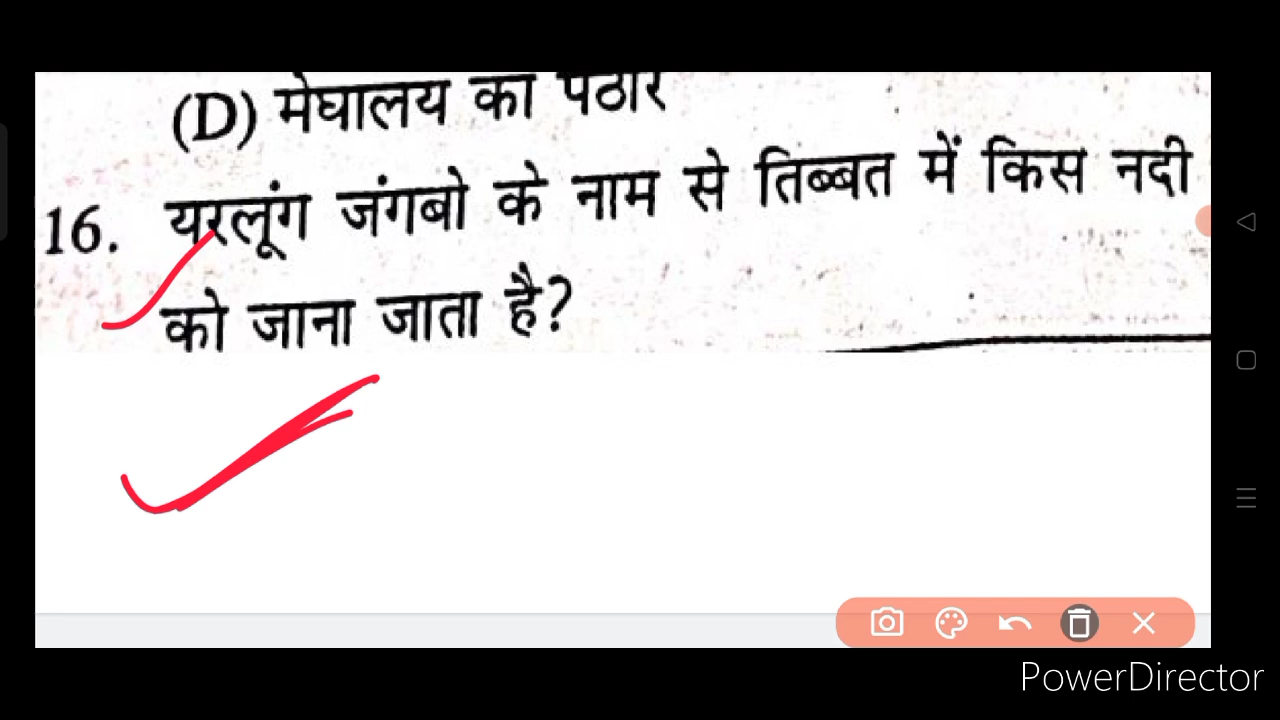 (D) मेघालय का पठार
16. यरलूंग जंगबो के नाम से तिब्बत में किस नदी
को जाना जाता है?
PowerDirector